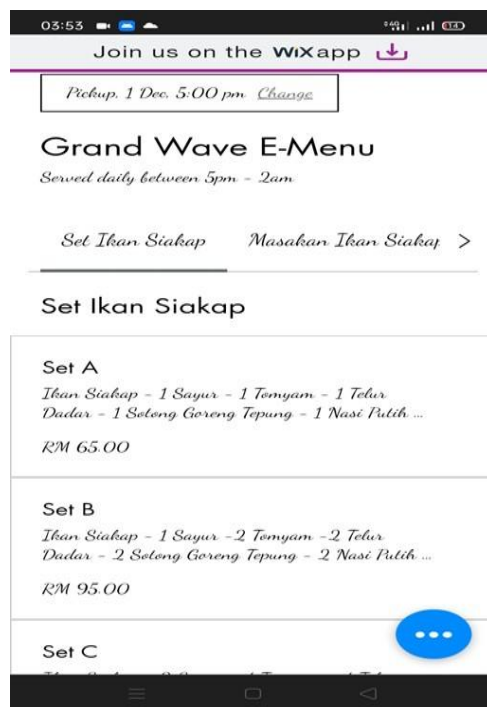 03:53
Join us on the WiX app
Pickup, 1 Dec, 5:00 pm Change
Grand Wave E-Menu
Served daily between 5pm - 2am
Set Ikan Siakap Masakan Ikan Siakap >
Set Ikan Siakap
Set A
Ikan Siakap - 1 Sayur - 1 Tomyam - 1 Telur
Dadar - 1 Sotong Goreng Tepung - 1 Nasi Putih ...
RM 65.00
Set B
Ikan Siakap - 1 Sayur -2 Tomyam -2 Telur
Dadar - 2 Sotong Goreng Tepung - 2 Nasi Putih ...
RM 95.00
Set C